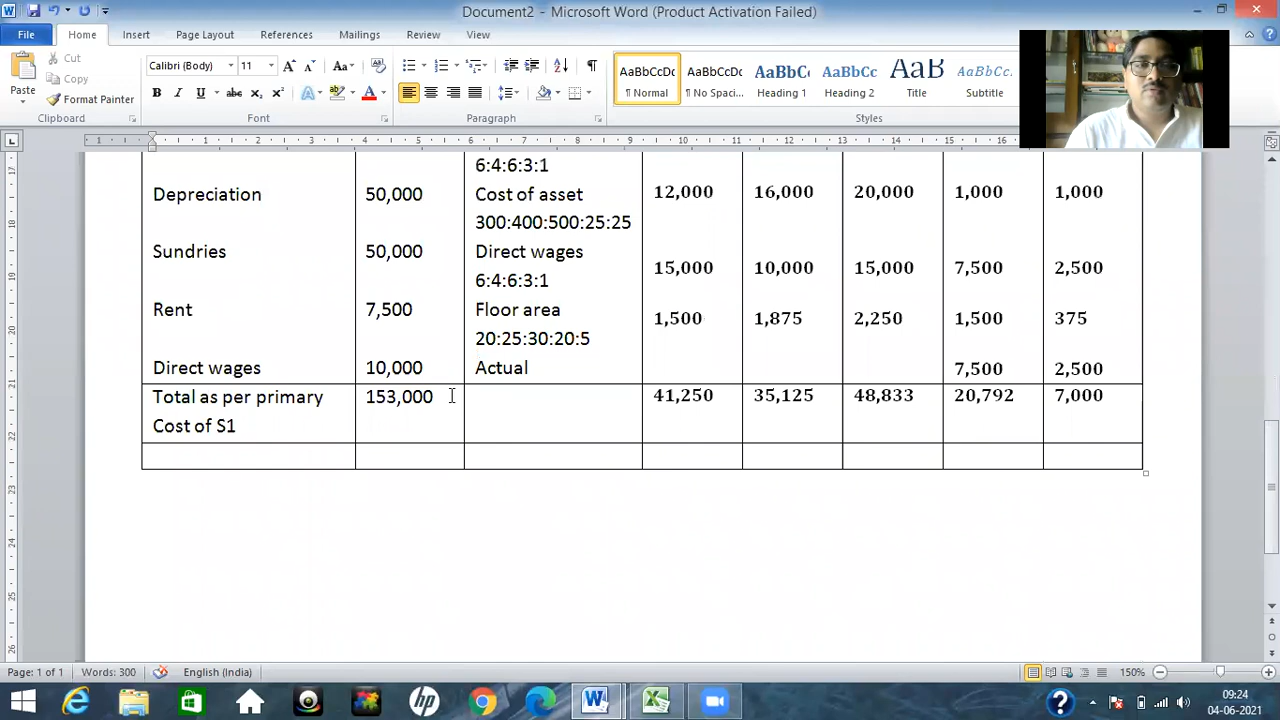 Document2 - Microsoft Word (Product Activation Failed)
File Home Insert Page Layout References Mailings Review View
Cut
Copy
Format Painter
Paste
Clipboard
Calibri (Body) 11
Font
Paragraph
AaBbCcDc AaBbCcDc AaBbC AaBbCc AaB AaBbCcDc
¶ Normal ¶ No Spaci... Heading 1 Heading 2 Title Subtitle
Styles
6:4:6:3:1
Depreciation 50,000 Cost of asset 12,000 16,000 20,000 1,000 1,000
300:400:500:25:25
Sundries 50,000 Direct wages 15,000 10,000 15,000 7,500 2,500
6:4:6:3:1
Rent 7,500 Floor area 1,500 1,875 2,250 1,500 375
20:25:30:20:5
Direct wages 10,000 Actual 7,500 2,500
Total as per primary 153,000 41,250 35,125 48,833 20,792 7,000
Cost of S1
Page: 1 of 1 Words: 300 English (India) 150%
09:24
04-06-2021